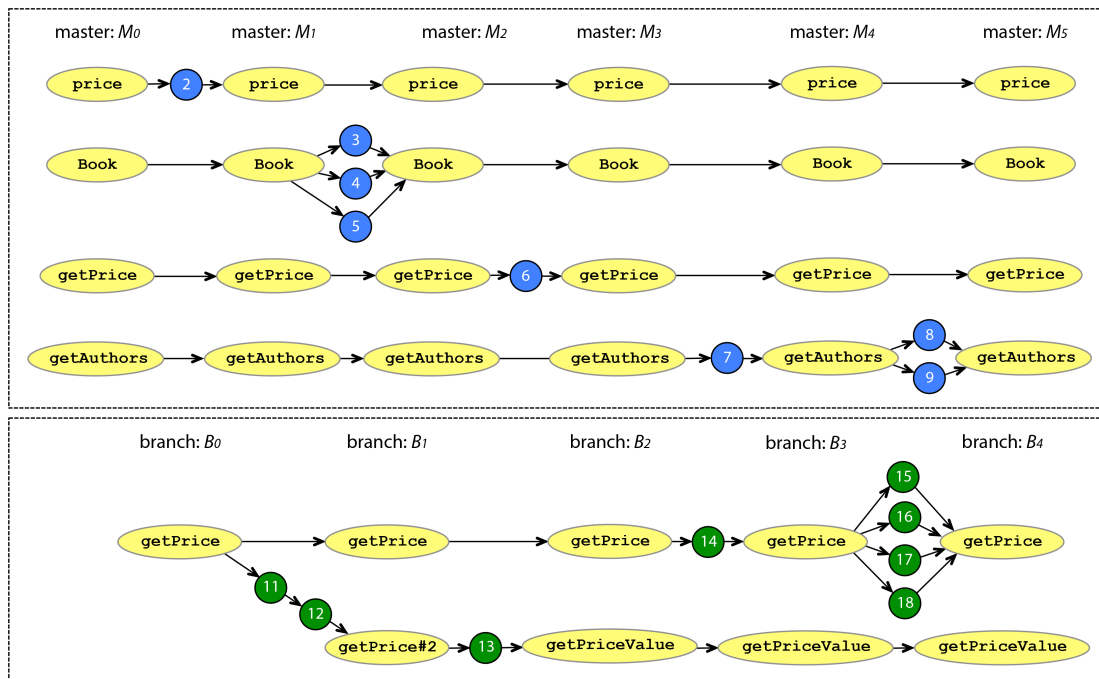 master: M0 master: M1 master: M2 master: M3 master: M4 master: M5
price 2 price price price price price
3
Book Book Book Book Book Book
4
5
getPrice getPrice getPrice 6 getPrice getPrice getPrice
8
getAuthors getAuthors getAuthors getAuthors 7 getAuthors getAuthors
9
branch: B0 branch: B1 branch: B2 branch: B3 branch: B4
15
16
getPrice getPrice getPrice 14 getPrice getPrice
17
11
18
12
getPrice#2 13 getPriceValue getPriceValue getPriceValue